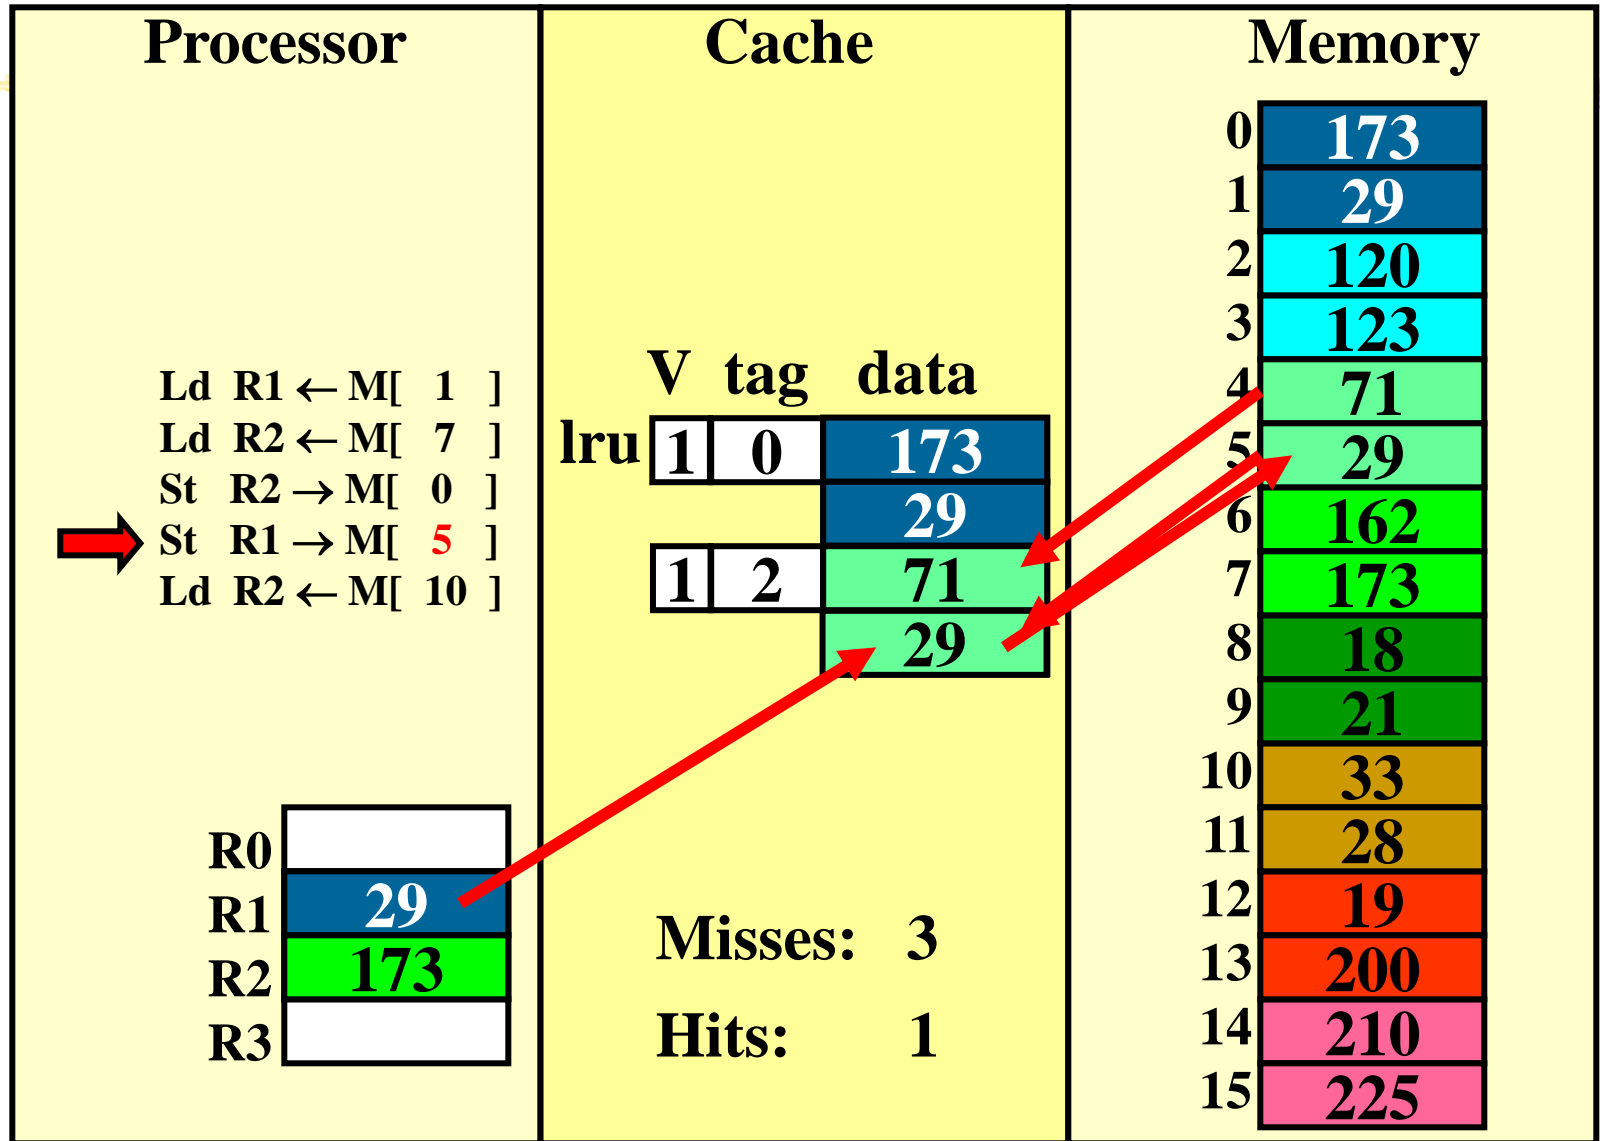 Processor
Ld R1 ← M[ 1 ]
Ld R2 ← M[ 7 ]
St R2 → M[ 0 ]
St R1 → M[ 5 ]
Ld R2 ← M[ 10 ]
R0
R1 29
R2 173
R3
Cache
V tag data
lru 1 0 173
29
1 2 71
29
Misses: 3
Hits: 1
Memory
0 173
1 29
2 120
3 123
4 71
5 29
6 162
7 173
8 18
9 21
10 33
11 28
12 19
13 200
14 210
15 225